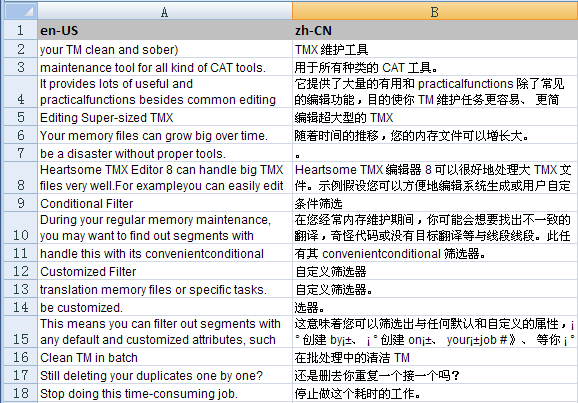 A B
1 en-US zh-CN
2 your TM clean and sober) TMX 维护工具
3 maintenance tool for all kind of CAT tools. 用于所有种类的 CAT 工具。
It provides lots of useful and 它提供了大量的有用和 practicalfunctions 除了常见
4 practicalfunctions besides common editing 的编辑功能，目的使你 TM 维护任务更容易、 更简
5 Editing Super-sized TMX 编辑超大型的 TMX
6 Your memory files can grow big over time. 随着时间的推移，您的内存文件可以增长大。
7 be a disaster without proper tools. 。
Heartsome TMX Editor 8 can handle big TMX Heartsome TMX 编辑器 8 可以很好地处理大 TMX 文
8 files very well.For exampleyou can easily edit 件。示例假设您可以方便地编辑系统生成或用户自定
9 Conditional Filter 条件筛选
During your regular memory maintenance, 在您经常内存维护期间，你可能会想要找出不一致的
10 you may want to find out segments with 翻译，奇怪代码或没有目标翻译等与线段线段。此任
11 handle this with its convenientconditional 有其 convenientconditional 筛选器。
12 Customized Filter 自定义筛选器
13 translation memory files or specific tasks. 自定义筛选器。
14 be customized. 选器。
This means you can filter out segments with 这意味着您可以筛选出与任何默认和自定义的属性，¡
15 any default and customized attributes, such °创建 by¡±、 ¡°创建 on¡±、 your¡±job #》、 等你 ¡°
16 Clean TM in batch 在批处理中的清洁 TM
17 Still deleting your duplicates one by one? 还是删去你重复一个接一个吗？
18 Stop doing this time-consuming job. 停止做这个耗时的工作。